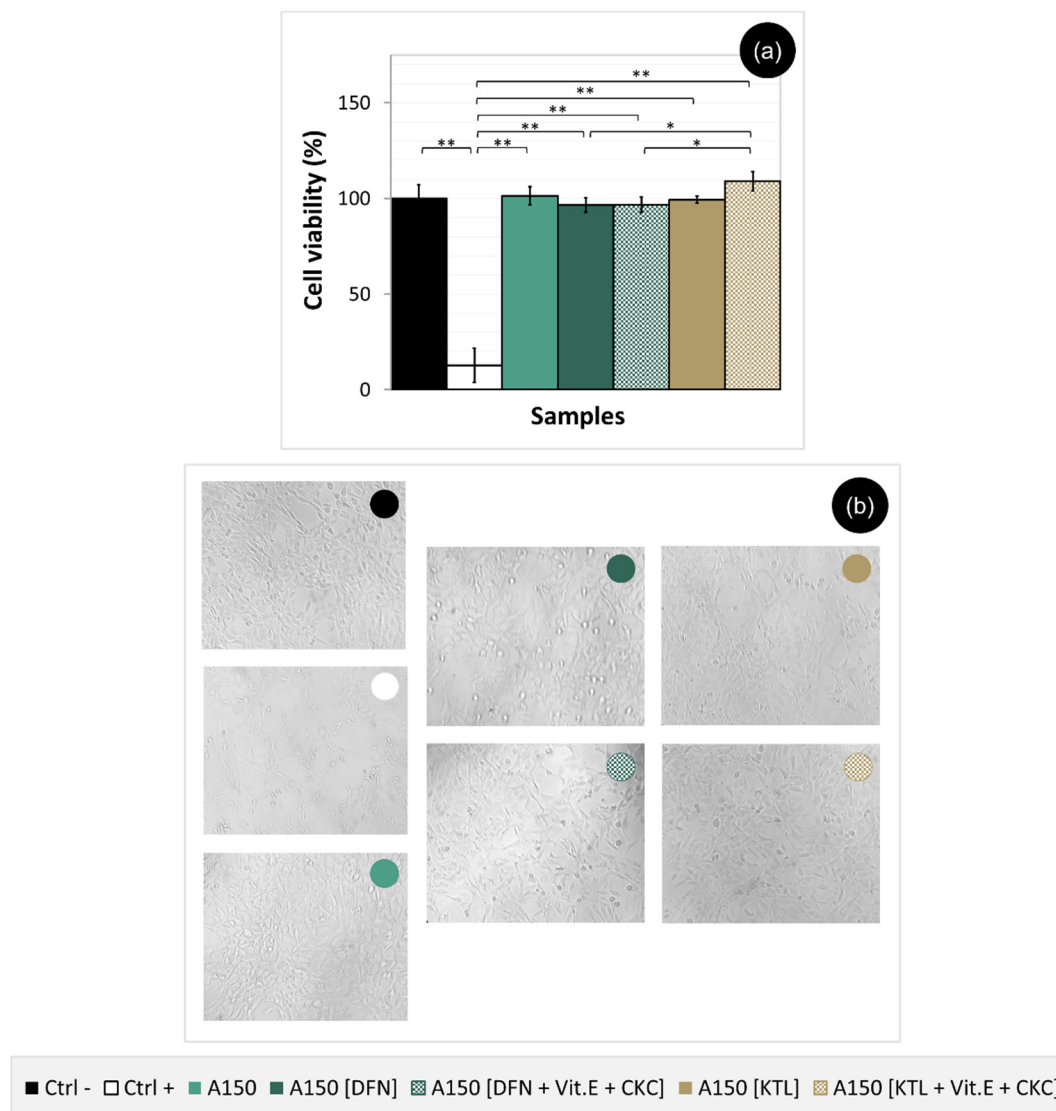 (a)
**
**
**
** *
** ** *
150
100
50
0
Cell viability (%)
Samples
(b)
Ctrl - Ctrl + A150 A150 [DFN] A150 [DFN + Vit.E + CKC] A150 [KTL] A150 [KTL + Vit.E + CKC]